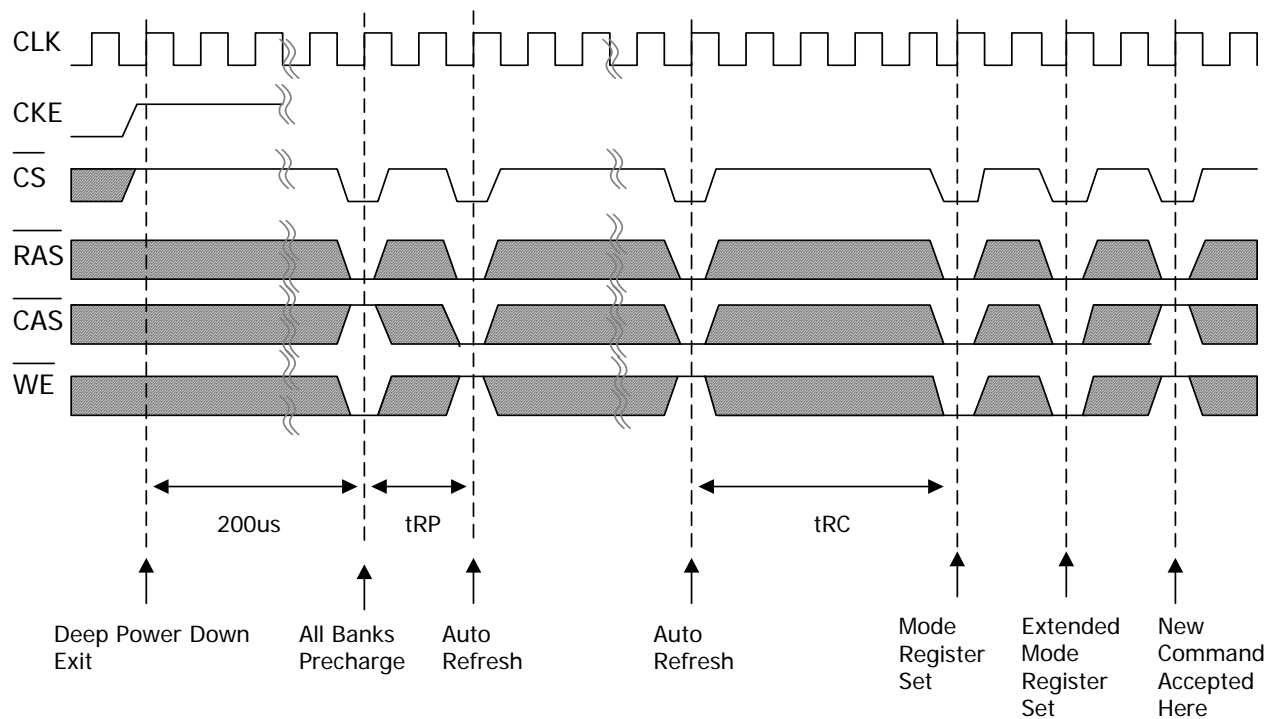 CLK
CKE
CS
RAS
CAS
WE
200us
tRP
tRC
Deep Power Down
Exit
All Banks
Precharge
Auto
Refresh
Auto
Refresh
Mode
Register
Set
Extended
Mode
Register
Set
New
Command
Accepted
Here